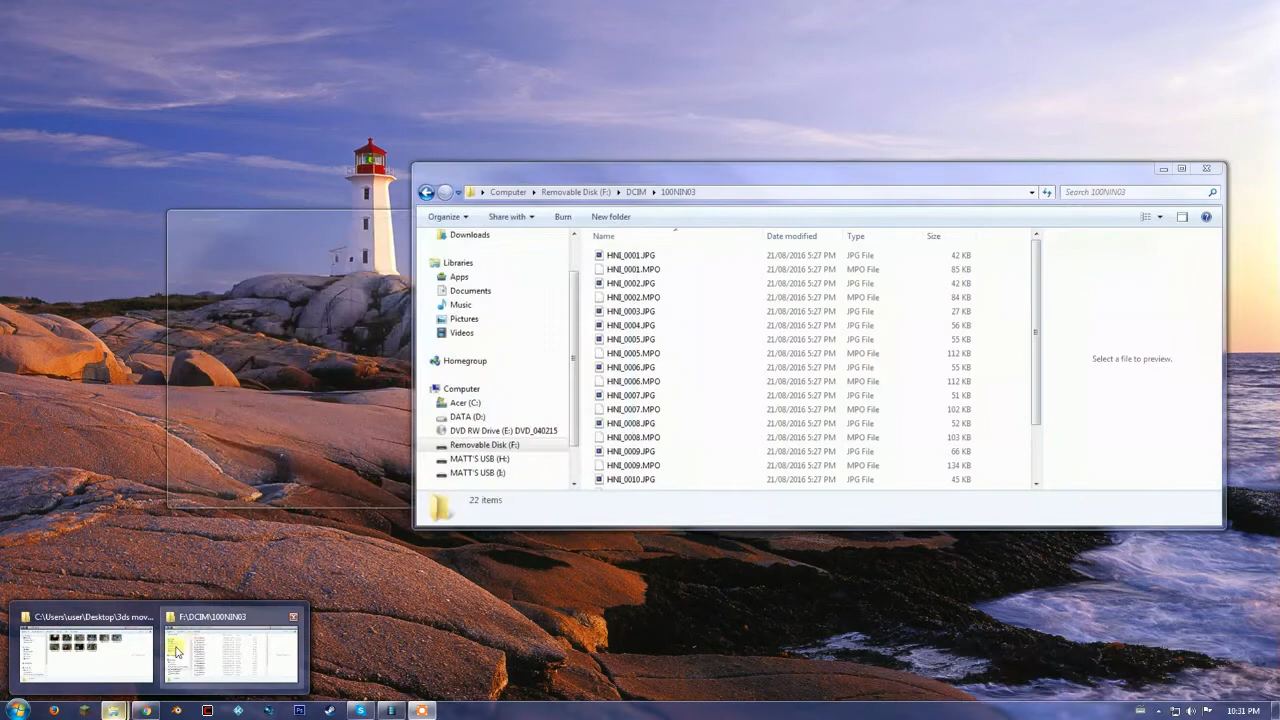 Computer Removable Disk (F:) DCIM 100NIN03
Search 100NIN03
Organize Share with Burn New folder
Downloads
Libraries
Apps
Documents
Music
Pictures
Videos
Homegroup
Computer
Acer (C:)
DATA (D:)
DVD RW Drive (E:) DVD_040215
Removable Disk (F:)
MATT'S USB (H:)
MATT'S USB (I:)
Name Date modified Type Size
HNI_0001.JPG 21/08/2016 5:27 PM JPG File 42 KB
HNI_0001.MPO 21/08/2016 5:27 PM MPO File 85 KB
HNI_0002.JPG 21/08/2016 5:27 PM JPG File 42 KB
HNI_0002.MPO 21/08/2016 5:27 PM MPO File 84 KB
HNI_0003.JPG 21/08/2016 5:27 PM JPG File 27 KB
HNI_0004.JPG 21/08/2016 5:27 PM JPG File 56 KB
HNI_0005.JPG 21/08/2016 5:27 PM JPG File 55 KB
HNI_0005.MPO 21/08/2016 5:27 PM MPO File 112 KB
HNI_0006.JPG 21/08/2016 5:27 PM JPG File 55 KB
HNI_0006.MPO 21/08/2016 5:27 PM MPO File 112 KB
HNI_0007.JPG 21/08/2016 5:27 PM JPG File 51 KB
HNI_0007.MPO 21/08/2016 5:27 PM MPO File 102 KB
HNI_0008.JPG 21/08/2016 5:27 PM JPG File 52 KB
HNI_0008.MPO 21/08/2016 5:27 PM MPO File 103 KB
HNI_0009.JPG 21/08/2016 5:27 PM JPG File 66 KB
HNI_0009.MPO 21/08/2016 5:27 PM MPO File 134 KB
HNI_0010.JPG 21/08/2016 5:27 PM JPG File 45 KB
Select a file to preview.
22 items
C:\Users\user\Desktop\3ds mov...
F:\DCIM\100NIN03
10:31 PM